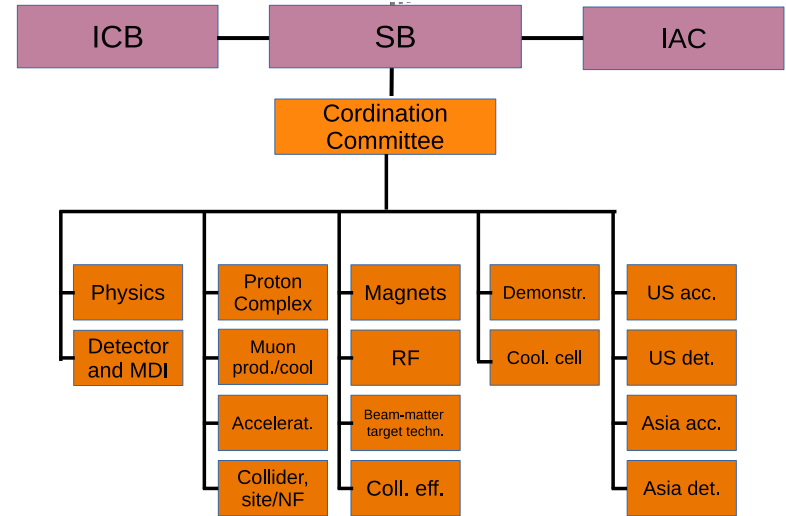 ICB
SB
IAC
Cordination
Committee
Physics
Detector
and MDI
Proton
Complex
Muon
prod./cool
Accelerat.
Collider,
site/NF
Magnets
RF
Beam-matter
target techn.
Coll. eff.
Demonstr.
Cool. cell
US acc.
US det.
Asia acc.
Asia det.